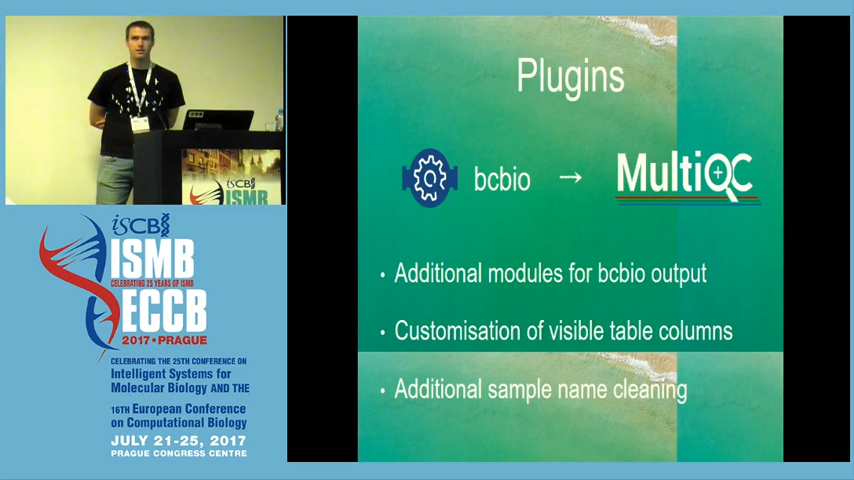 iSCB
ISMB
iSCB
ISMB
CELEBRATING 25 YEARS OF ISMB
ECCB
2017 • PRAGUE
CELEBRATING THE 25TH CONFERENCE ON
Intelligent Systems for
Molecular Biology AND THE
16TH European Conference
on Computational Biology
JULY 21-25, 2017
PRAGUE CONGRESS CENTRE
Plugins
bcbio → MultiQC
• Additional modules for bcbio output
• Customisation of visible table columns
• Additional sample name cleaning